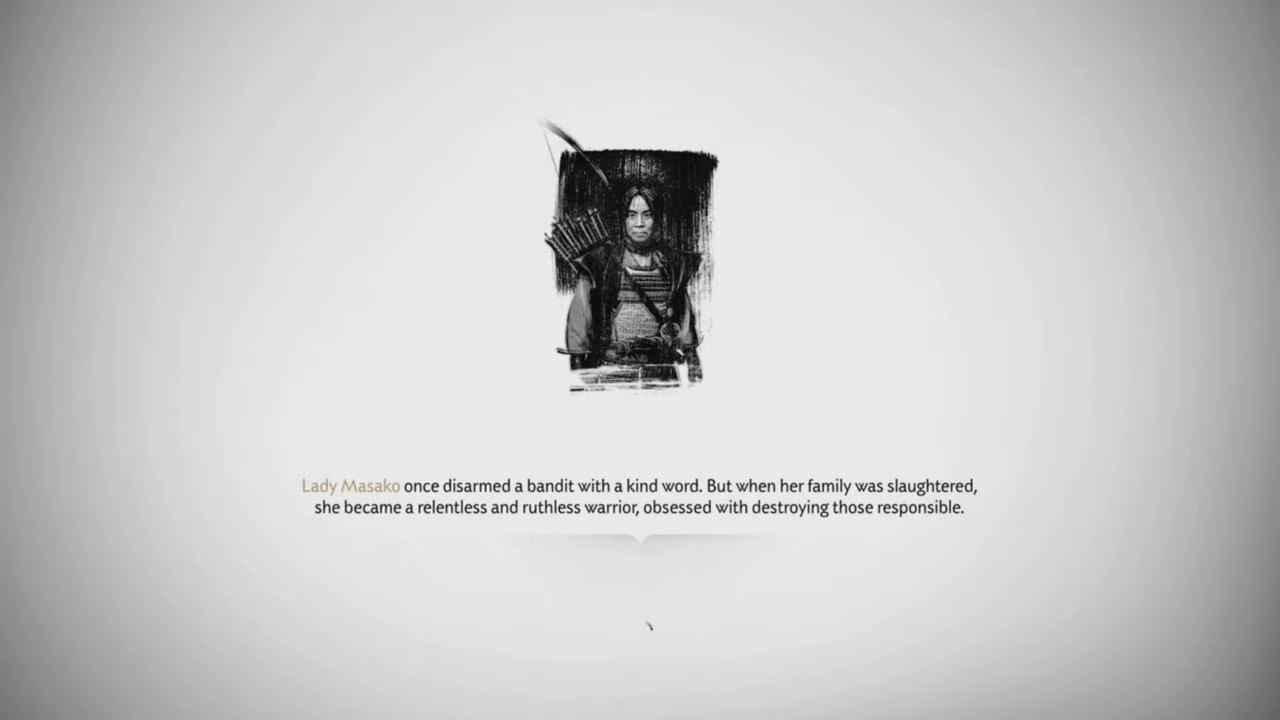 Lady Masako once disarmed a bandit with a kind word. But when her family was slaughtered,
she became a relentless and ruthless warrior, obsessed with destroying those responsible.